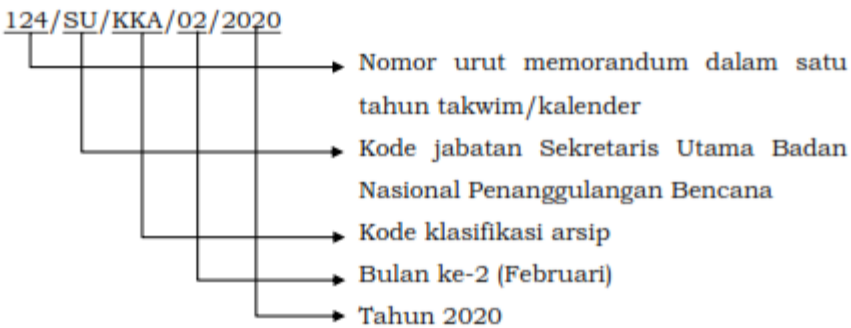 124/SU/KKA/02/2020
Nomor urut memorandum dalam satu
tahun takwim/kalender
Kode jabatan Sekretaris Utama Badan
Nasional Penanggulangan Bencana
Kode klasifikasi arsip
Bulan ke-2 (Februari)
Tahun 2020